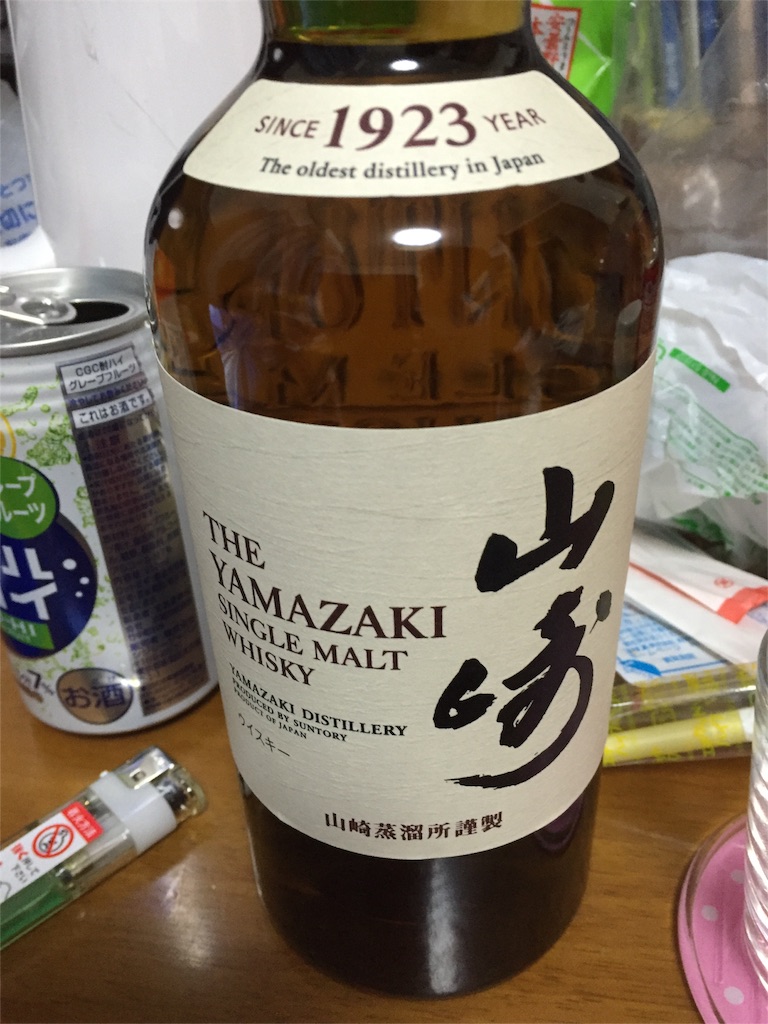 SINCE 1923 YEAR
The oldest distillery in Japan
THE
YAMAZAKI
SINGLE MALT
WHISKY
YAMAZAKI DISTILLERY
PRODUCED BY SUNTORY
PRODUCT OF JAPAN
ウイスキー
山崎
山崎蒸溜所謹製
CGC酎ハイ
グレープフルーツ
これはお酒です。
お酒
7%